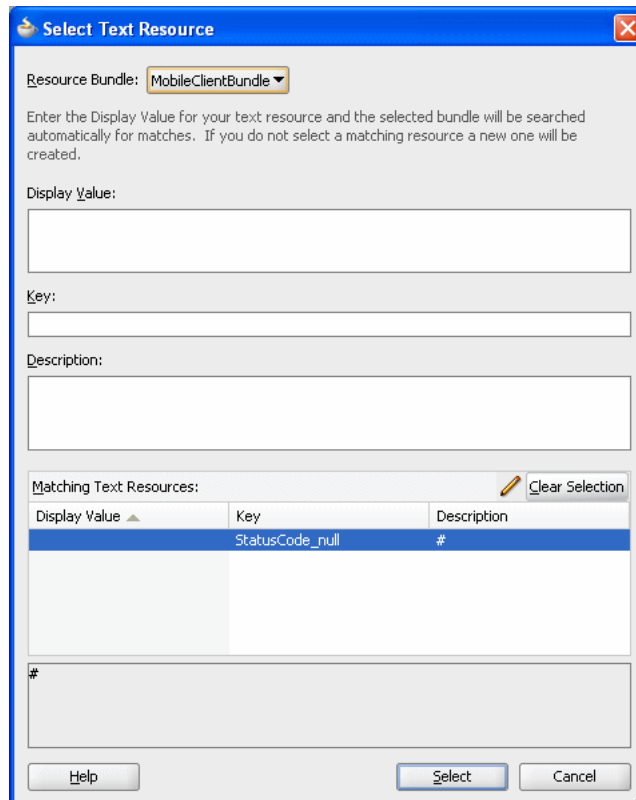 Select Text Resource
Resource Bundle: MobileClientBundle
Enter the Display Value for your text resource and the selected bundle will be searched
automatically for matches. If you do not select a matching resource a new one will be
created.
Display Value:
Key:
Description:
Matching Text Resources: Clear Selection
Display Value Key Description
StatusCode_null #
#
Help Select Cancel